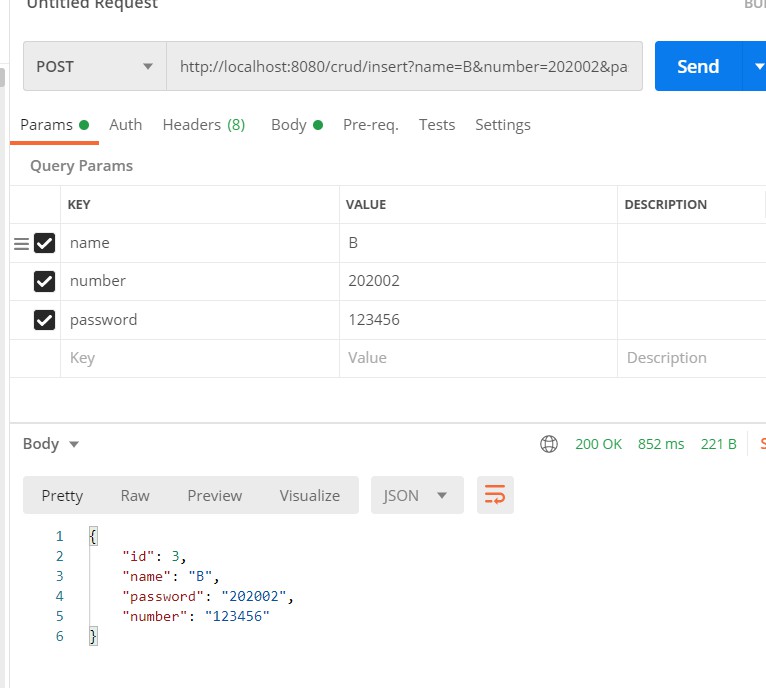 Untitled Request
POST http://localhost:8080/crud/insert?name=B&number=202002&pa Send
Params Auth Headers (8) Body Pre-req. Tests Settings
Query Params
KEY VALUE DESCRIPTION
name B
number 202002
password 123456
Key Value Description
Body 200 OK 852 ms 221 B
Pretty Raw Preview Visualize JSON
1 {
2 "id": 3,
3 "name": "B",
4 "password": "202002",
5 "number": "123456"
6 }